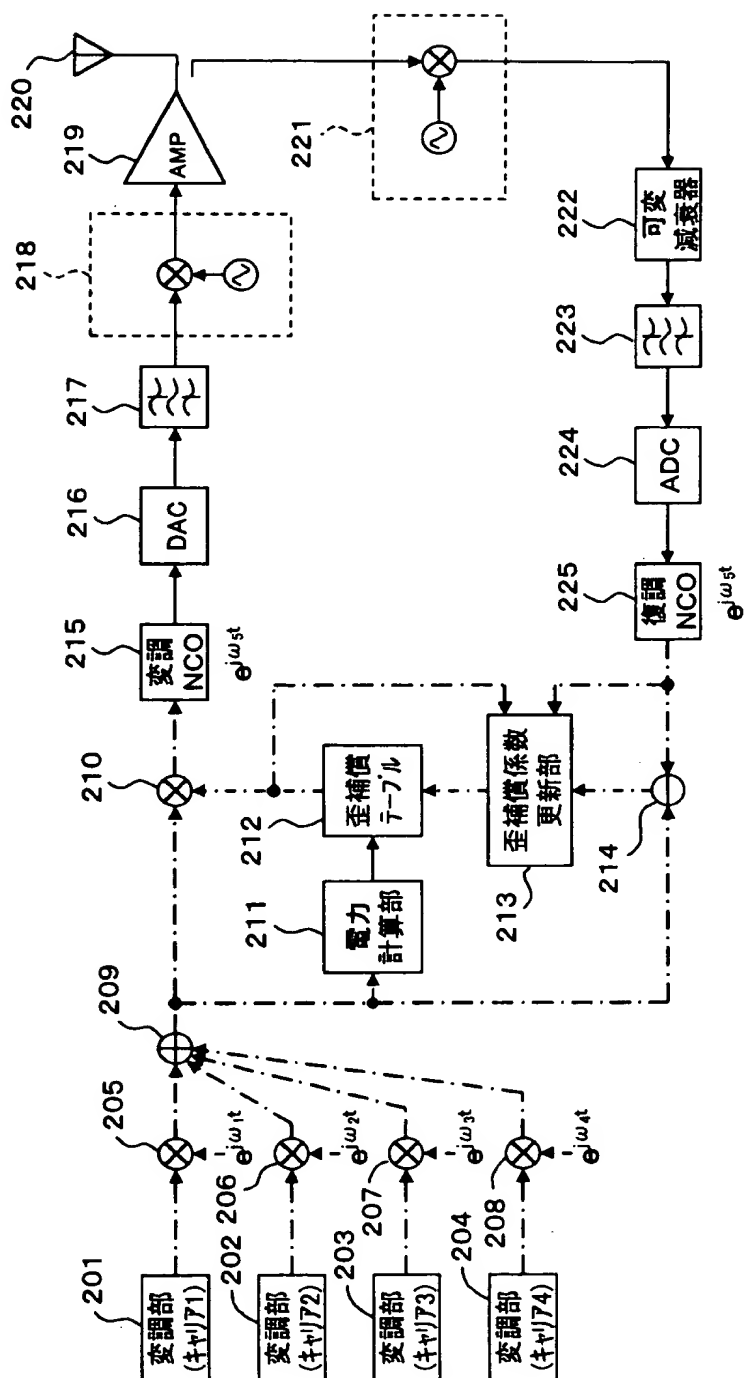 201
変調部
(キャリア1)
202
変調部
(キャリア2)
203
変調部
(キャリア3)
204
変調部
(キャリア4)
205
e^jω1t
206
e^jω2t
207
e^jω3t
208
e^jω4t
209
210
211
電力
計算部
212
歪補償
テーブル
213
歪補償係数
更新部
214
215
変調
NCO
e^jω5t
216
DAC
217
218
219
AMP
220
221
222
可変
減衰器
223
224
ADC
225
復調
NCO
e^jω5t